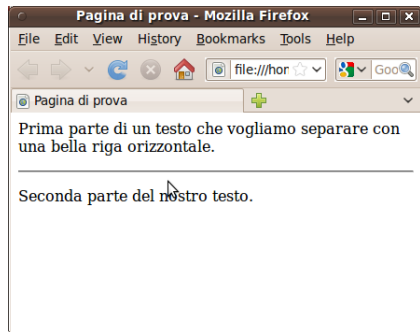 Pagina di prova - Mozilla Firefox
File Edit View History Bookmarks Tools Help
file:///hor Goo
Pagina di prova
Prima parte di un testo che vogliamo separare con
una bella riga orizzontale.
Seconda parte del nostro testo.